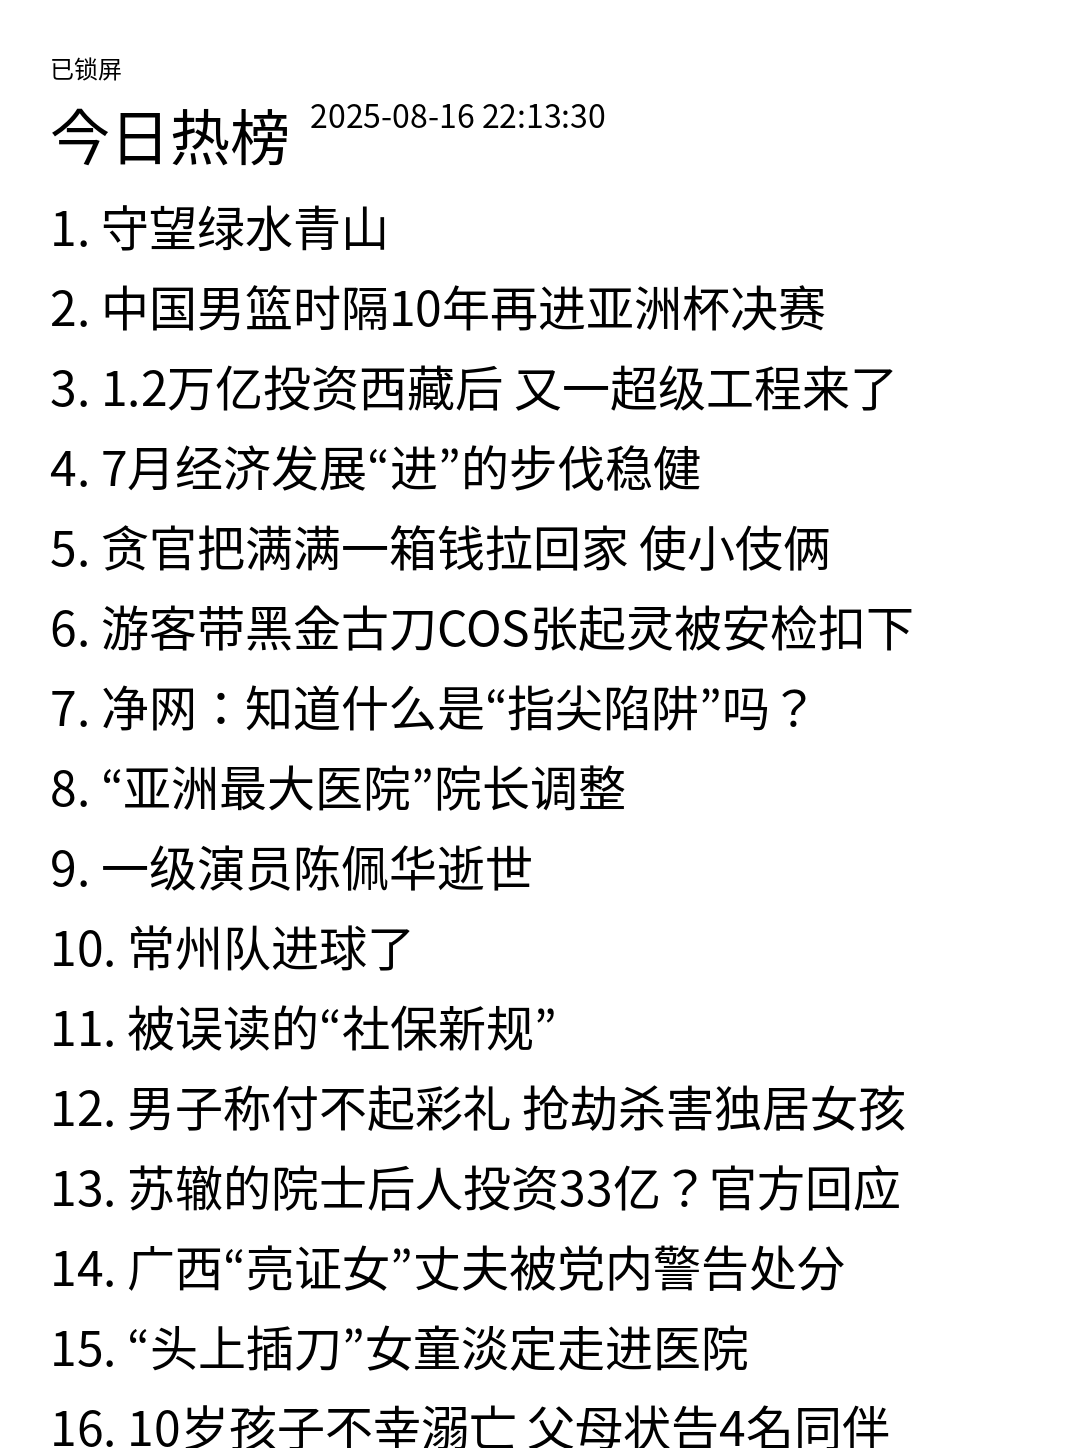 已锁屏
今日热榜 2025-08-16 22:13:30
1. 守望绿水青山
2. 中国男篮时隔10年再进亚洲杯决赛
3. 1.2万亿投资西藏后 又一超级工程来了
4. 7月经济发展“进”的步伐稳健
5. 贪官把满满一箱钱拉回家 使小伎俩
6. 游客带黑金古刀COS张起灵被安检扣下
7. 净网：知道什么是“指尖陷阱”吗？
8. “亚洲最大医院”院长调整
9. 一级演员陈佩华逝世
10. 常州队进球了
11. 被误读的“社保新规”
12. 男子称付不起彩礼 抢劫杀害独居女孩
13. 苏辙的院士后人投资33亿？官方回应
14. 广西“亮证女”丈夫被党内警告处分
15. “头上插刀”女童淡定走进医院
16. 10岁孩子不幸溺亡 父母状告4名同伴